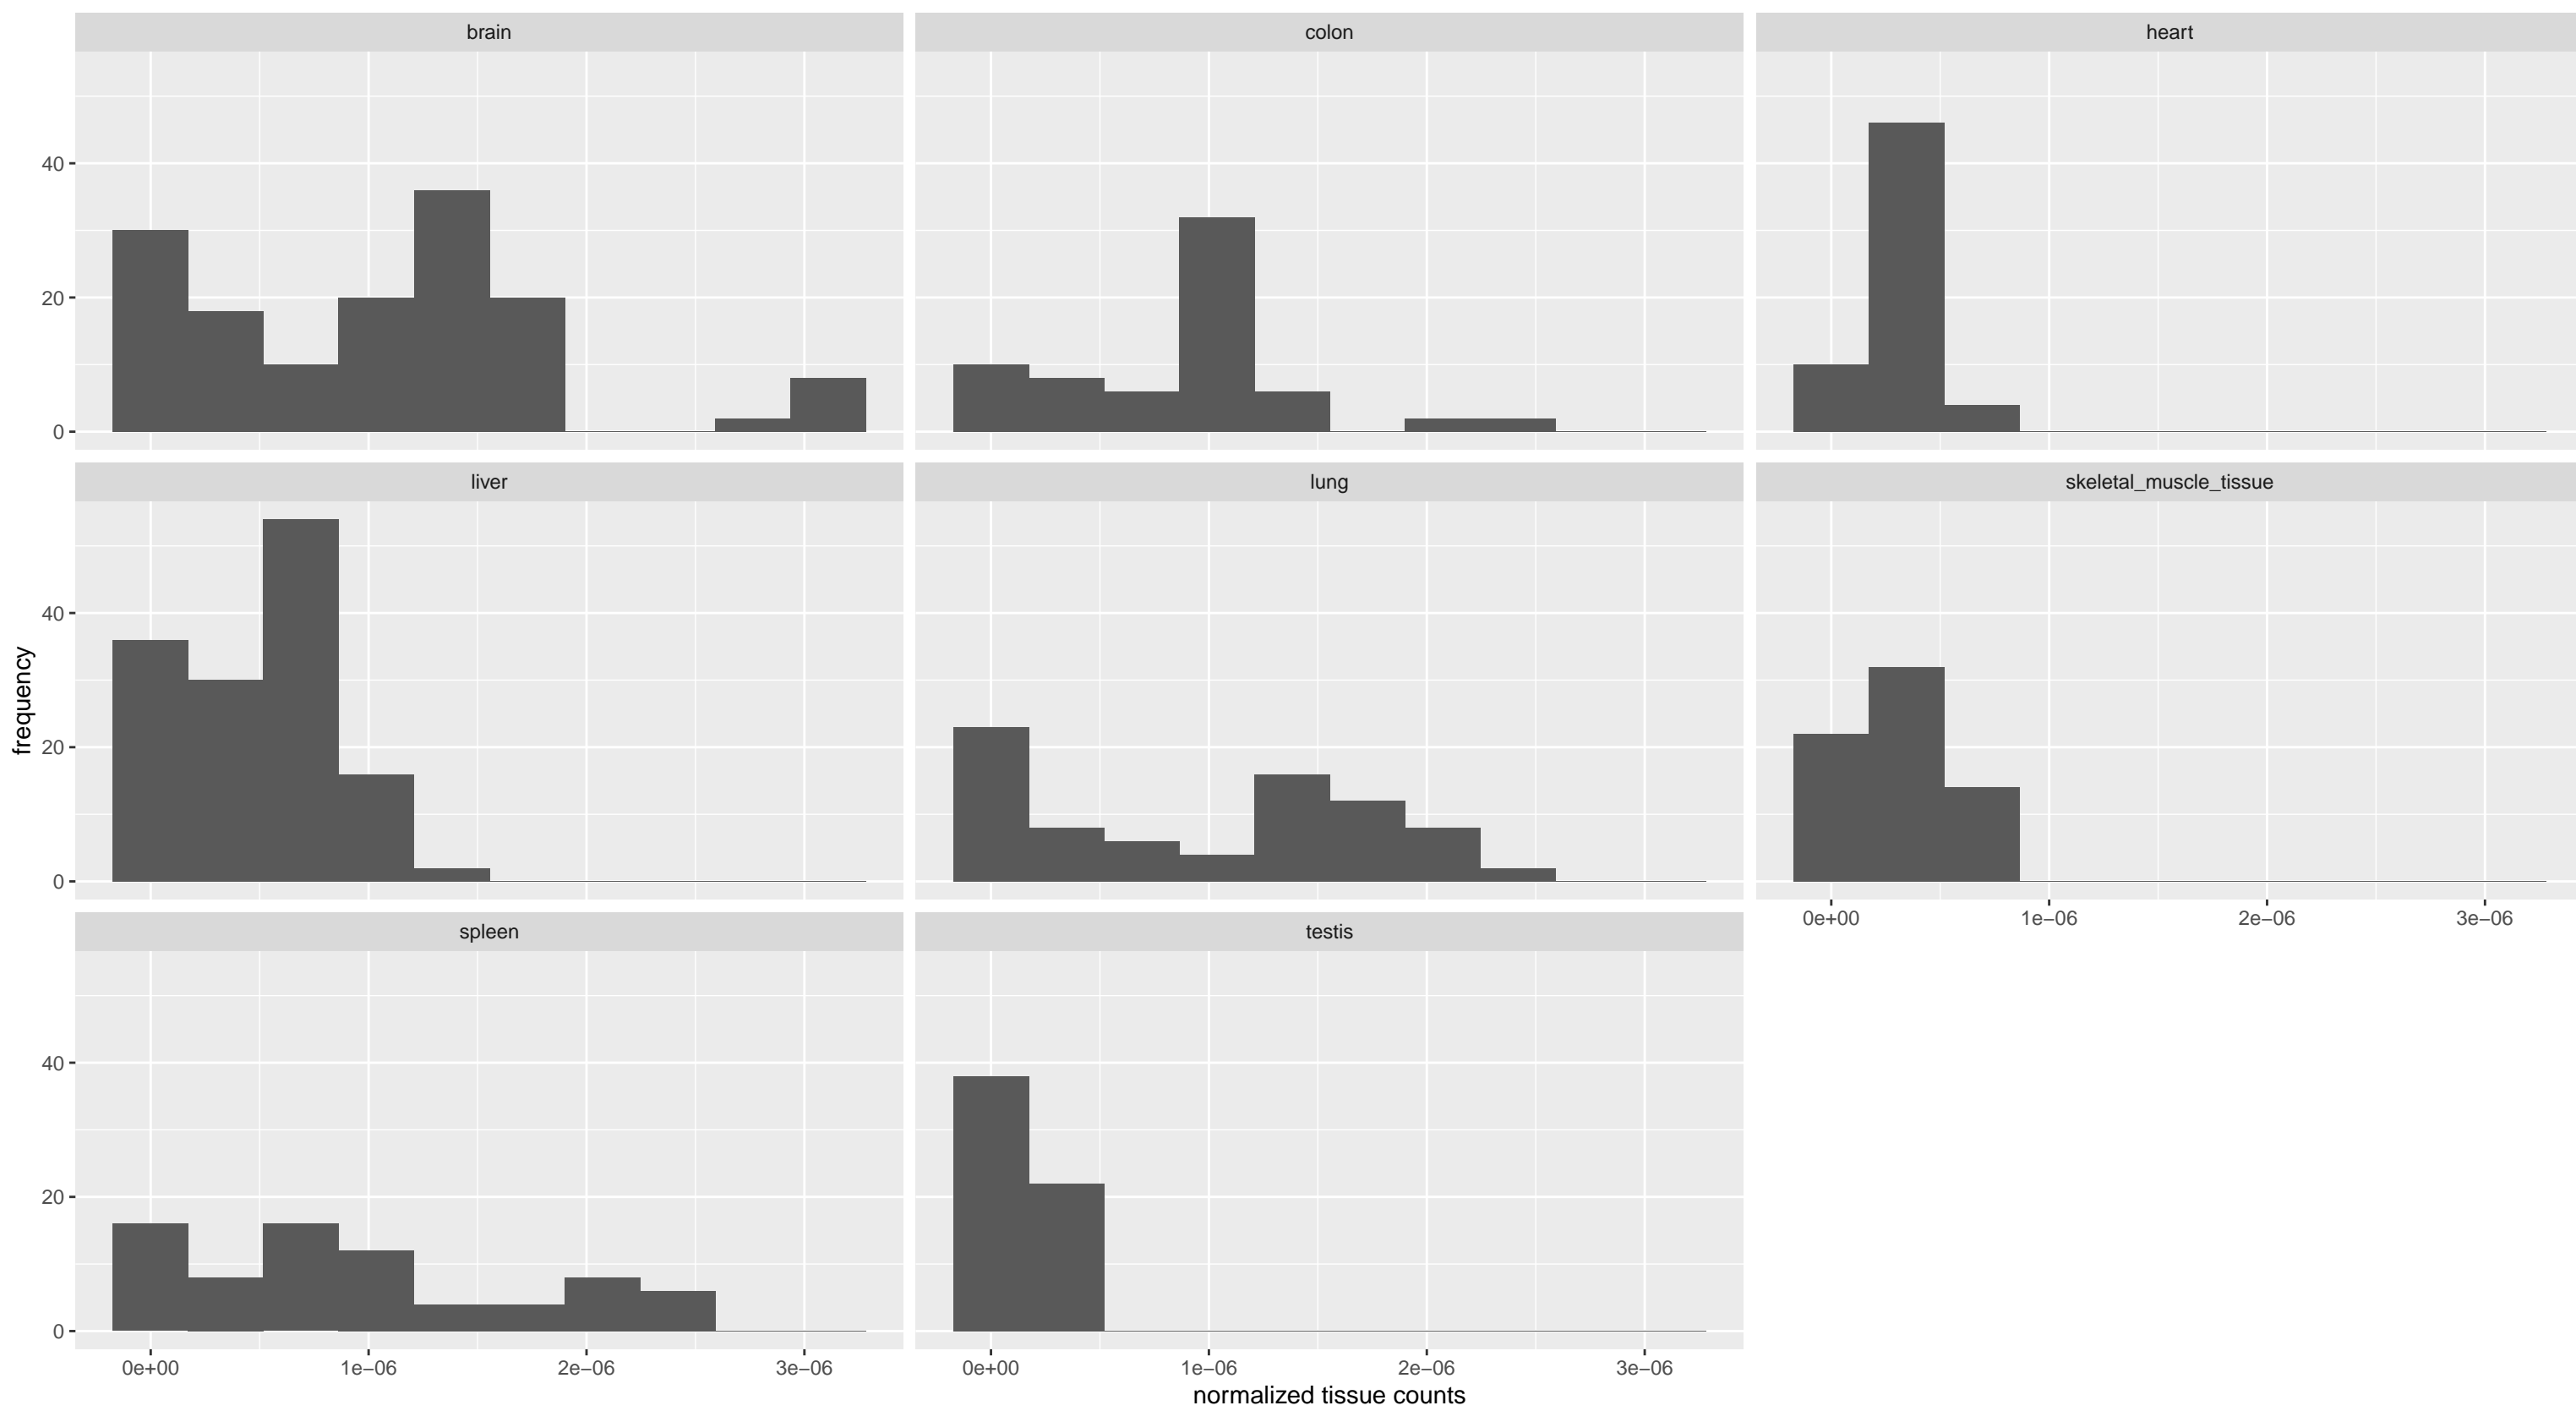 brain
colon
heart
40
20
0
liver
lung
skeletal_muscle_tissue
frequency
40
20
0
0e+00
1e−06
2e−06
3e−06
spleen
testis
40
20
0
0e+00
1e−06
2e−06
3e−06
0e+00
1e−06
2e−06
3e−06
normalized tissue counts